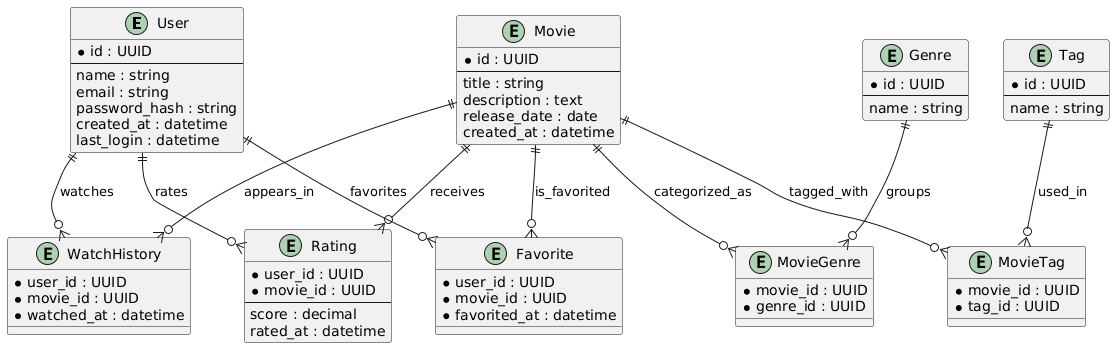 E User
* id : UUID
name : string
email : string
password_hash : string
created_at : datetime
last_login : datetime
E Movie
* id : UUID
title : string
description : text
release_date : date
created_at : datetime
E Genre
* id : UUID
name : string
E Tag
* id : UUID
name : string
watches
rates
appears_in
favorites
receives
is_favorited
categorized_as
tagged_with
groups
used_in
E WatchHistory
* user_id : UUID
* movie_id : UUID
* watched_at : datetime
E Rating
* user_id : UUID
* movie_id : UUID
score : decimal
rated_at : datetime
E Favorite
* user_id : UUID
* movie_id : UUID
* favorited_at : datetime
E MovieGenre
* movie_id : UUID
* genre_id : UUID
E MovieTag
* movie_id : UUID
* tag_id : UUID